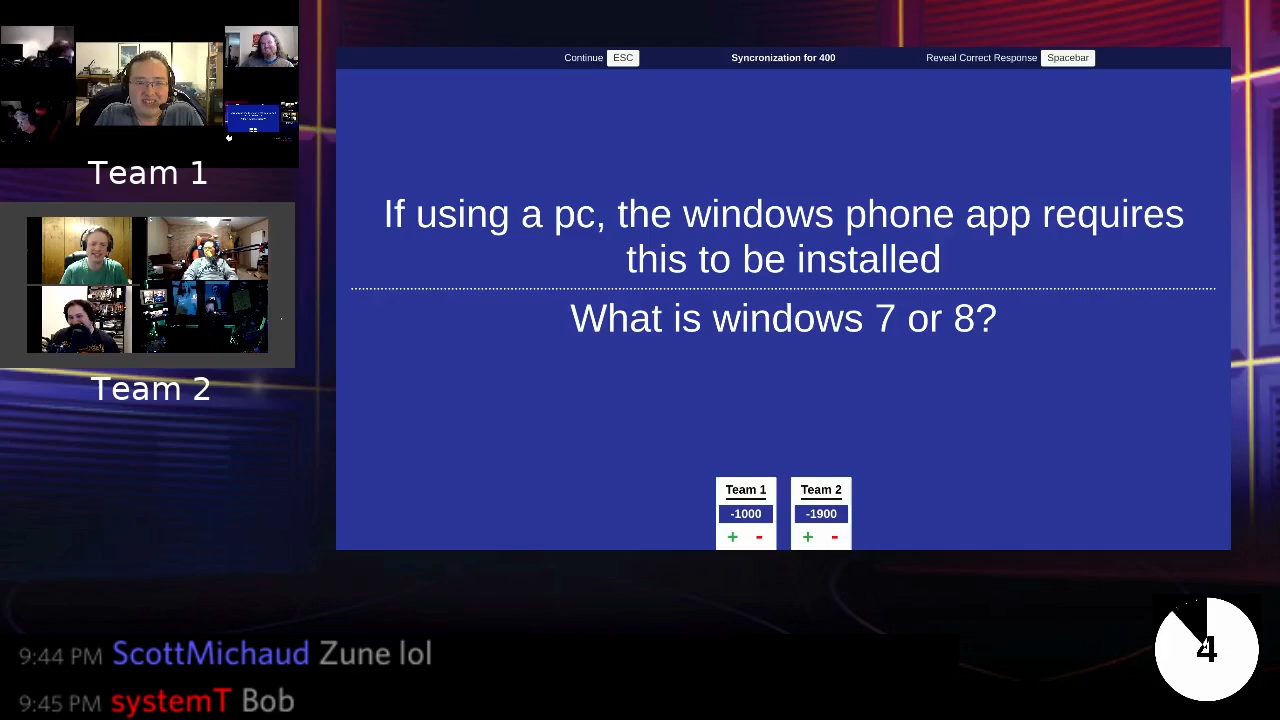 Continue ESC Syncronization for 400 Reveal Correct Response Spacebar
If using a pc, the windows phone app requires
this to be installed
What is windows 7 or 8?
Team 1
Team 2
Team 1 Team 2
-1000 -1900
+ - + -
4
9:44 PM ScottMichaud Zune lol
9:45 PM systemT Bob